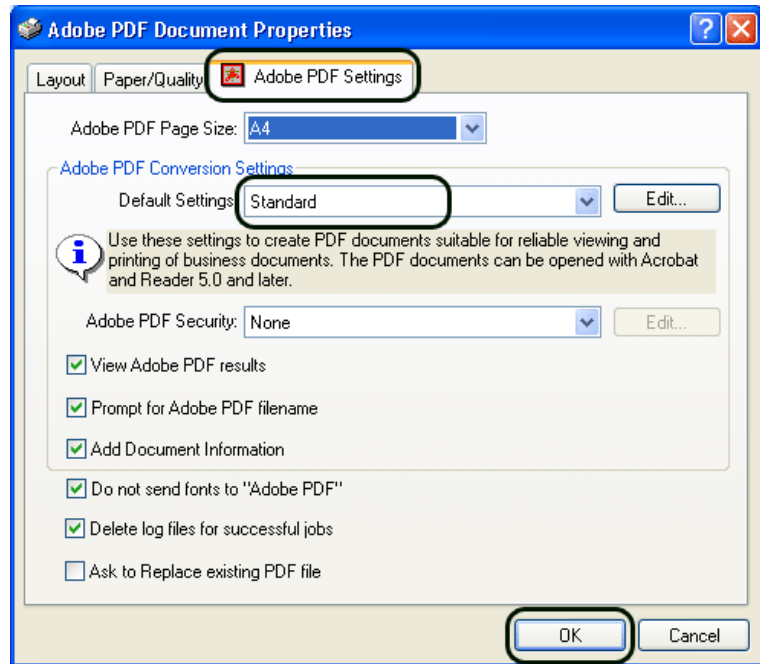 Adobe PDF Document Properties
Layout Paper/Quality Adobe PDF Settings
Adobe PDF Page Size: A4
Adobe PDF Conversion Settings
Default Settings Standard Edit...
Use these settings to create PDF documents suitable for reliable viewing and
printing of business documents. The PDF documents can be opened with Acrobat
and Reader 5.0 and later.
Adobe PDF Security: None Edit...
View Adobe PDF results
Prompt for Adobe PDF filename
Add Document Information
Do not send fonts to "Adobe PDF"
Delete log files for successful jobs
Ask to Replace existing PDF file
OK Cancel